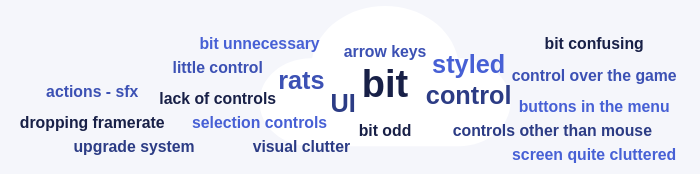 bit unnecessary
arrow keys
bit confusing
little control
styled
rats
bit
control over the game
actions - sfx
lack of controls
UI
control
buttons in the menu
dropping framerate
selection controls
bit odd
controls other than mouse
upgrade system
visual clutter
screen quite cluttered